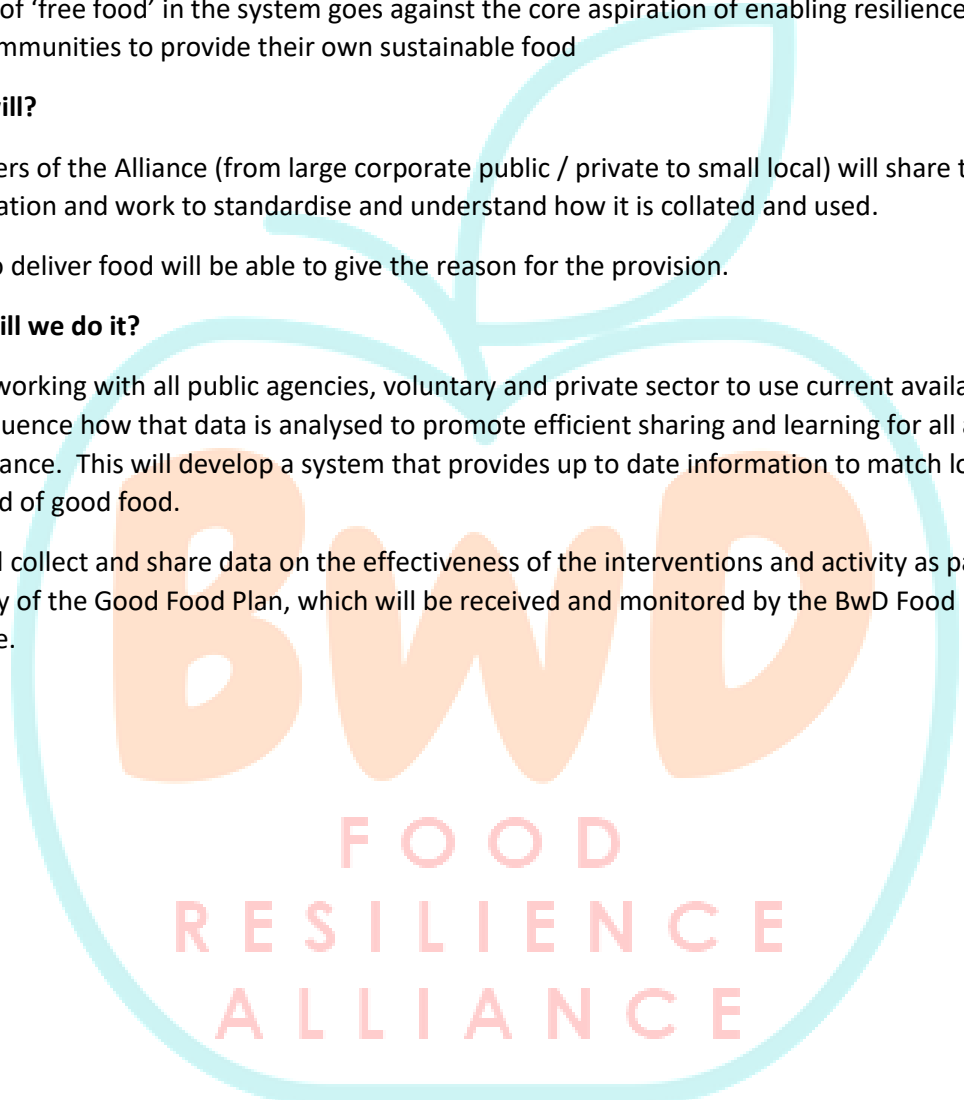 of ‘free food’ in the system goes against the core aspiration of enabling resilience
mmunities to provide their own sustainable food
ill?
ers of the Alliance (from large corporate public / private to small local) will share t
ation and work to standardise and understand how it is collated and used.
o deliver food will be able to give the reason for the provision.
ill we do it?
working with all public agencies, voluntary and private sector to use current availa
uence how that data is analysed to promote efficient sharing and learning for all a
ance.  This will develop a system that provides up to date information to match lo
d of good food.
l collect and share data on the effectiveness of the interventions and activity as pa
y of the Good Food Plan, which will be received and monitored by the BwD Food
e.
BWD
FOOD
RESILIENCE
ALLIANCE